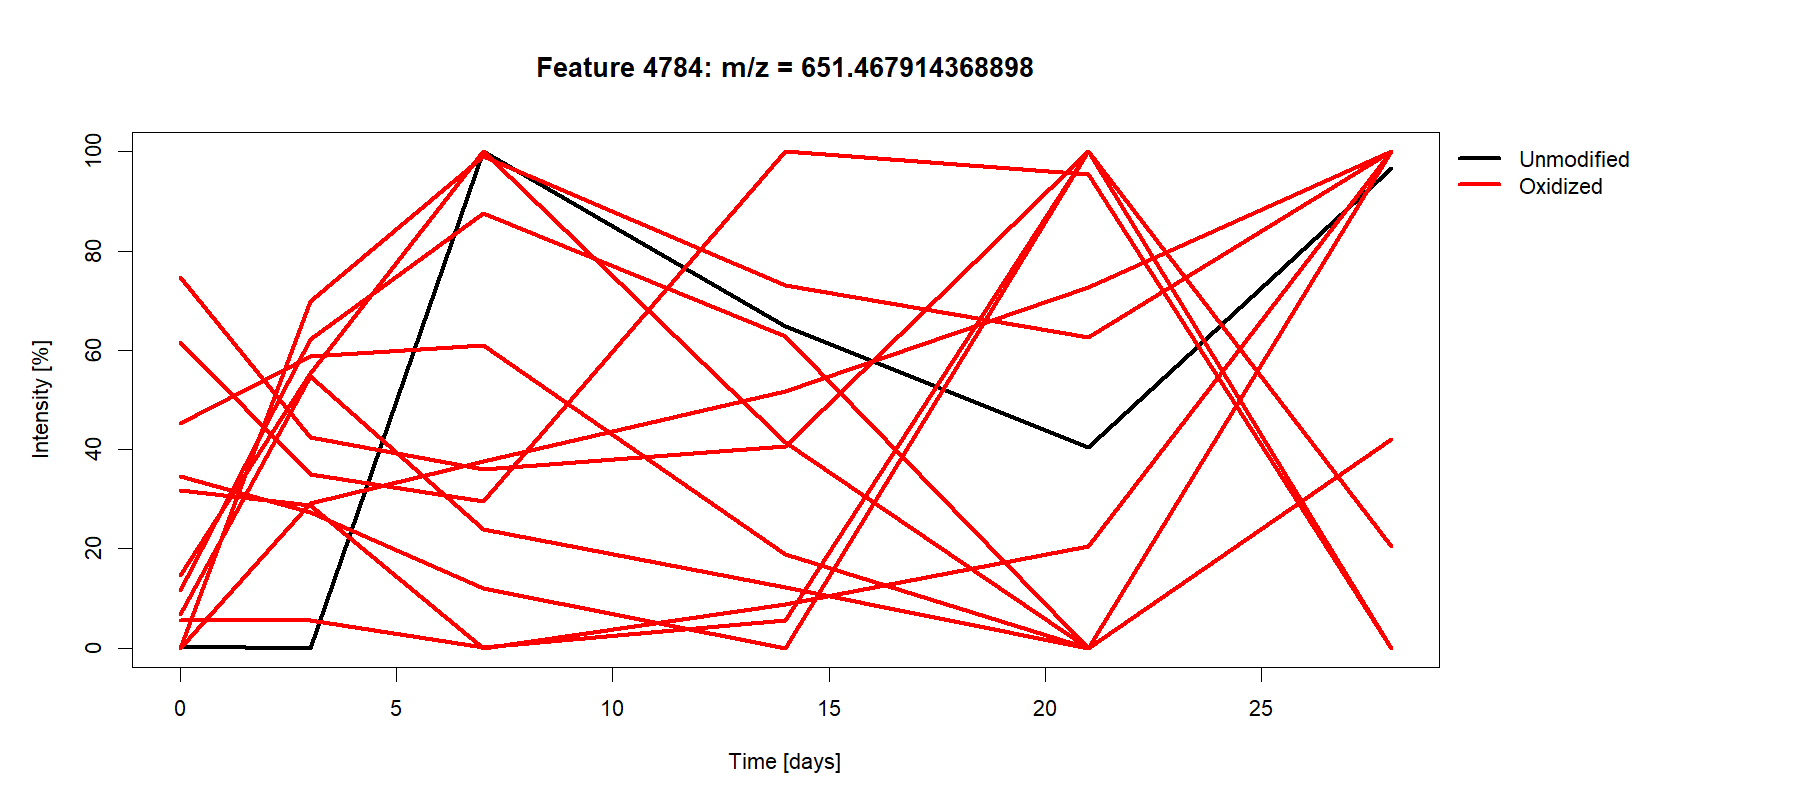 Feature 4784: m/z = 651.467914368898
Unmodified
Oxidized
Intensity [%]
100
80
60
40
20
0
0 5 10 15 20 25
Time [days]